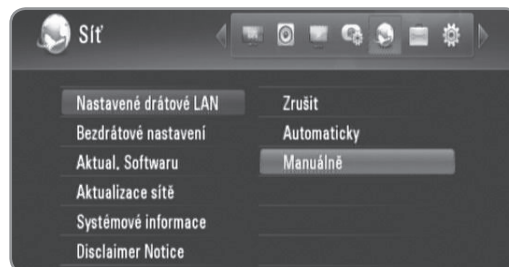 Síť
Nastavené drátové LAN
Zrušit
Bezdrátové nastavení
Automaticky
Aktual. Softwaru
Manuálně
Aktualizace sítě
Systémové informace
Disclaimer Notice